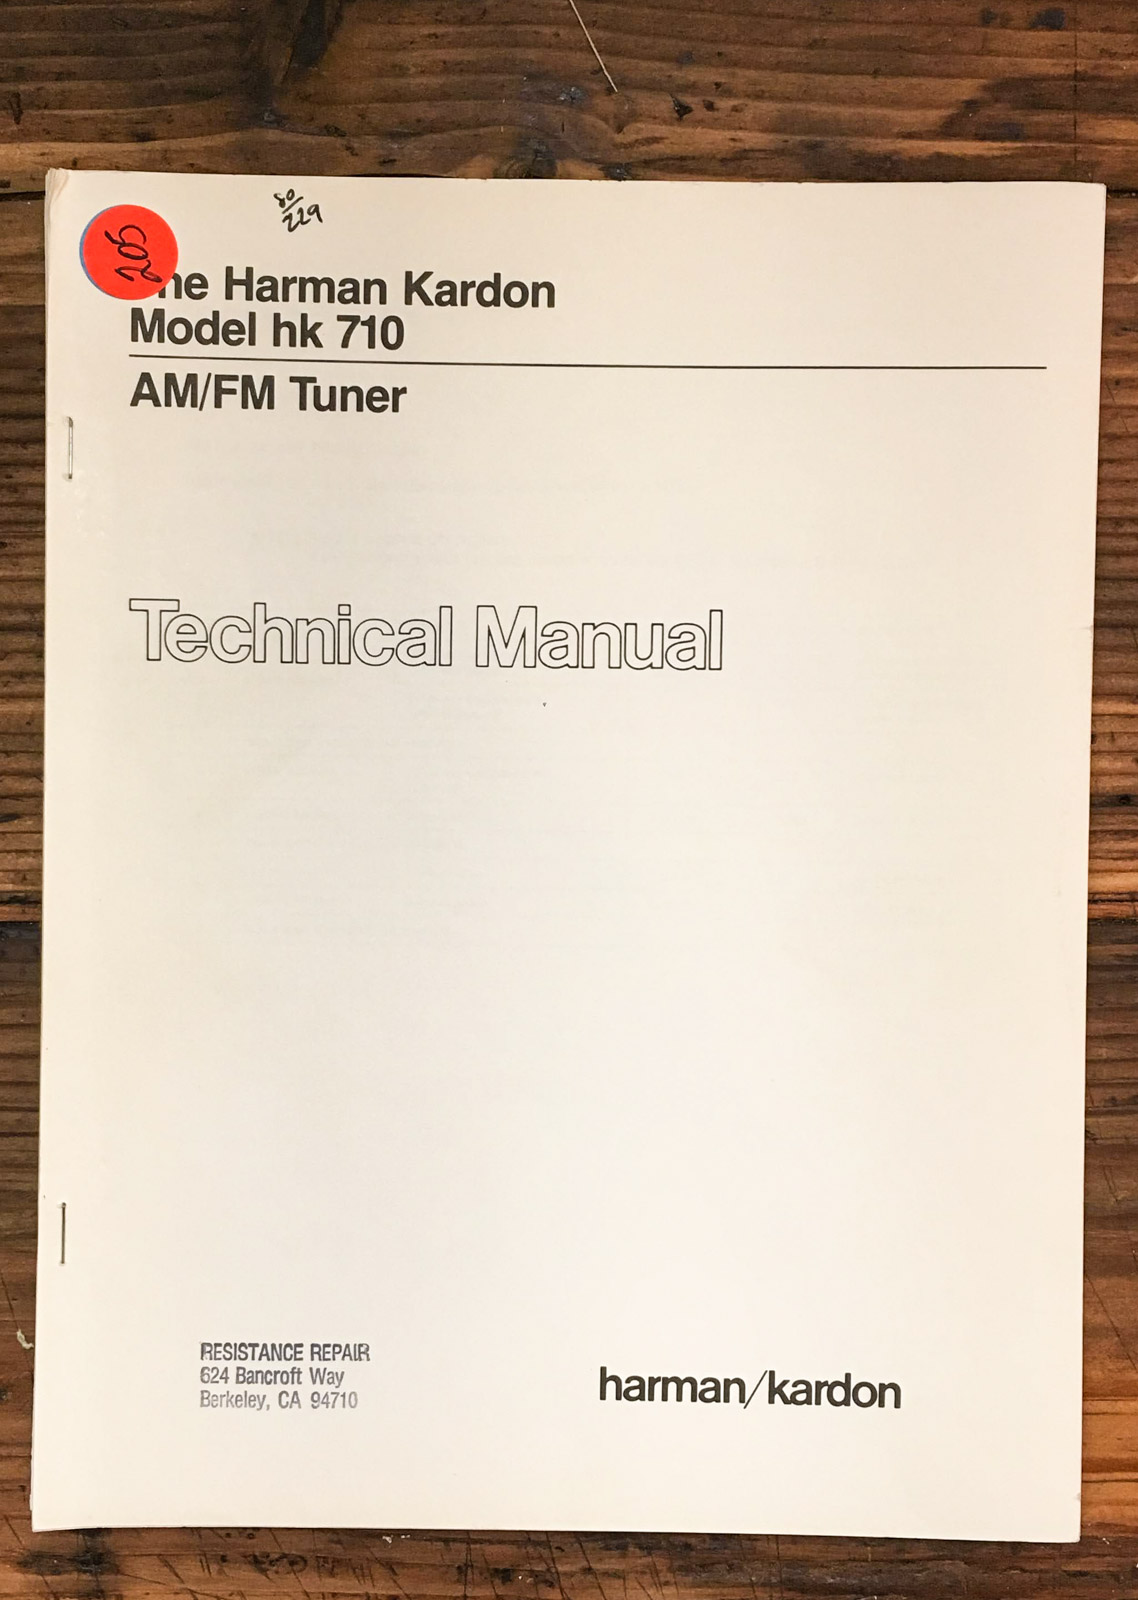 80
229
he Harman Kardon
Model hk 710
AM/FM Tuner
Technical Manual
RESISTANCE REPAIR
624 Bancroft Way
Berkeley, CA 94710
harman/kardon